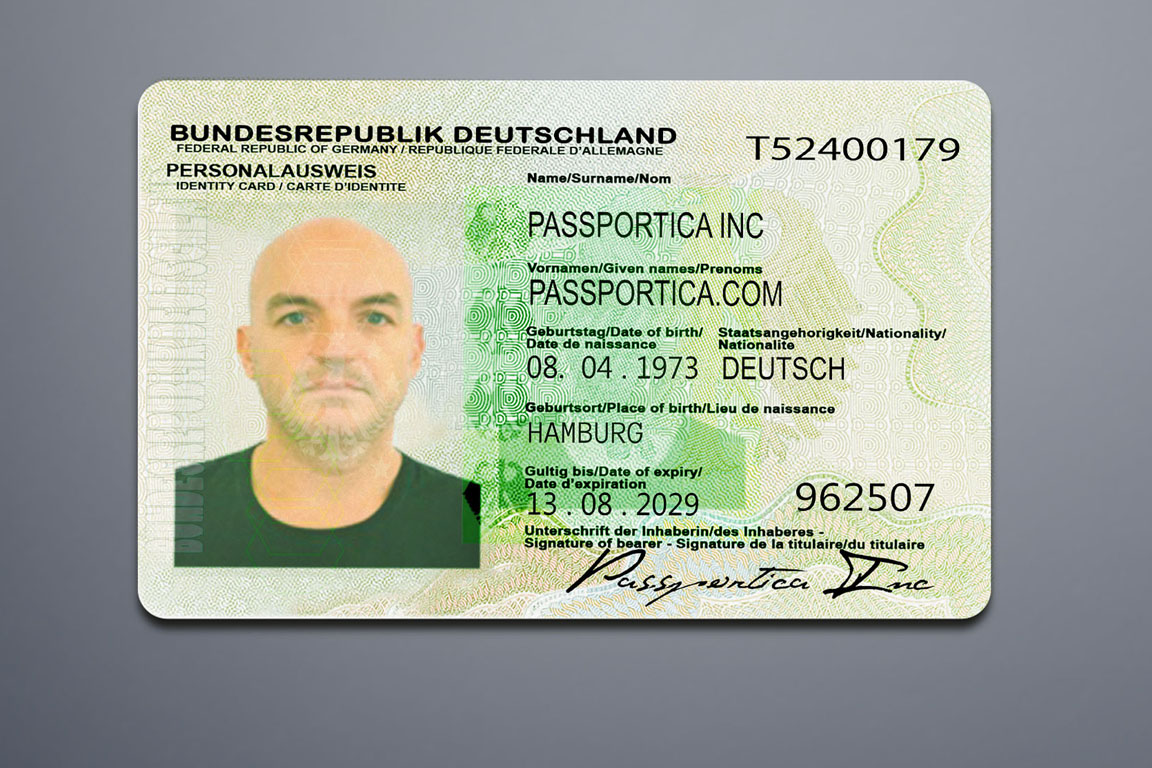 BUNDESREPUBLIK DEUTSCHLAND
FEDERAL REPUBLIC OF GERMANY / REPUBLIQUE FEDERALE D'ALLEMAGNE
T52400179
PERSONALAUSWEIS
IDENTITY CARD / CARTE D'IDENTITE
Name/Surname/Nom
PASSPORTICA INC
Vornamen/Given names/Prenoms
PASSPORTICA.COM
Geburtstag/Date of birth/
Date de naissance
Staatsangehorigkeit/Nationality/
Nationalite
08. 04 . 1973
DEUTSCH
Geburtsort/Place of birth/Lieu de naissance
HAMBURG
Gultig bis/Date of expiry/
Date d'expiration
13 . 08 . 2029
962507
Unterschrift der Inhaberin/des Inhaberes -
Signature of bearer - Signature de la titulaire/du titulaire
Passportica Inc